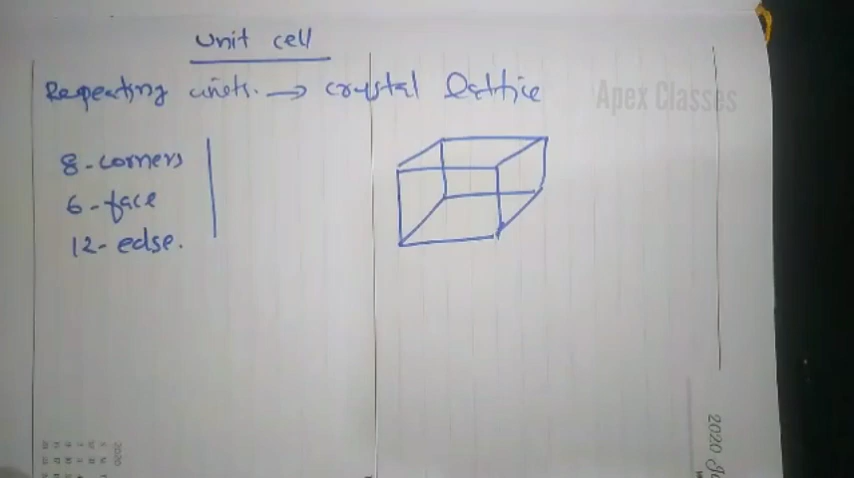 Unit cell
Repeating units. → crystal lattice
Apex Classes
8-corners
6-face
12-edge.
2020